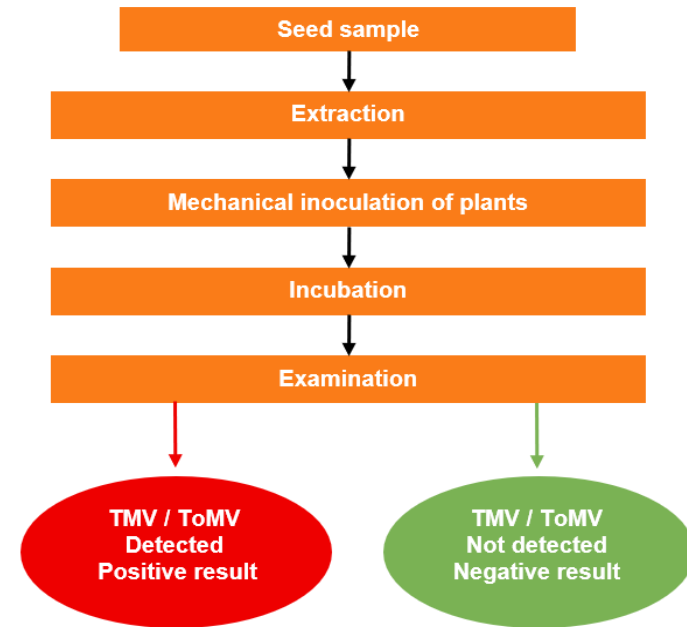 Seed sample
Extraction
Mechanical inoculation of plants
Incubation
Examination
TMV / ToMV
Detected
Positive result
TMV / ToMV
Not detected
Negative result